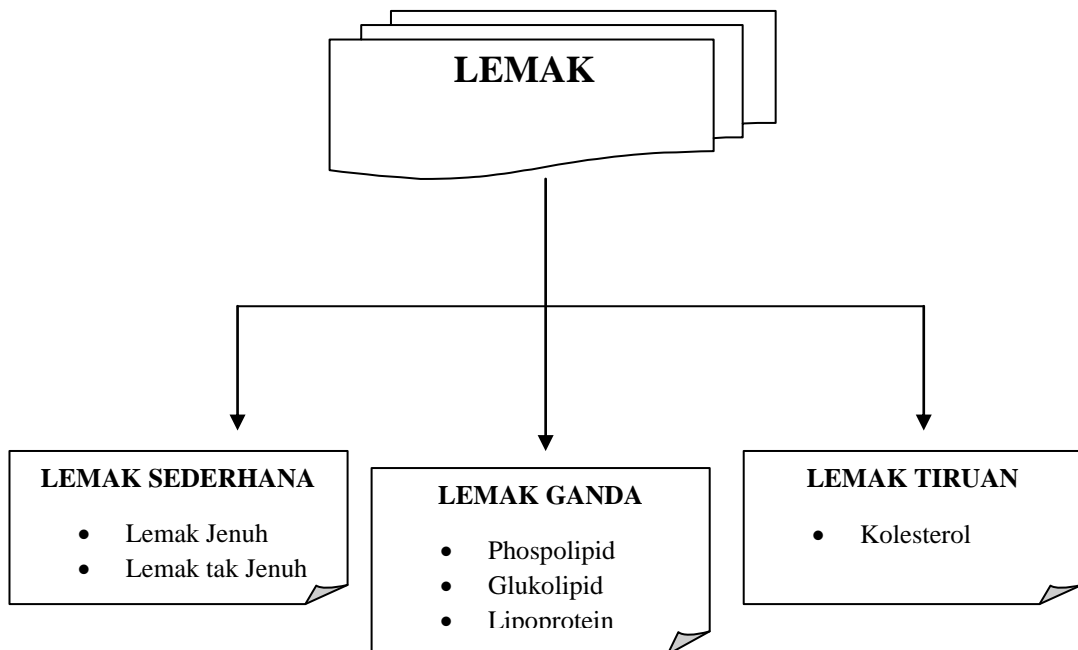 LEMAK
LEMAK SEDERHANA
• Lemak Jenuh
• Lemak tak Jenuh
LEMAK GANDA
• Phospolipid
• Glukolipid
• Lipoprotein
LEMAK TIRUAN
• Kolesterol